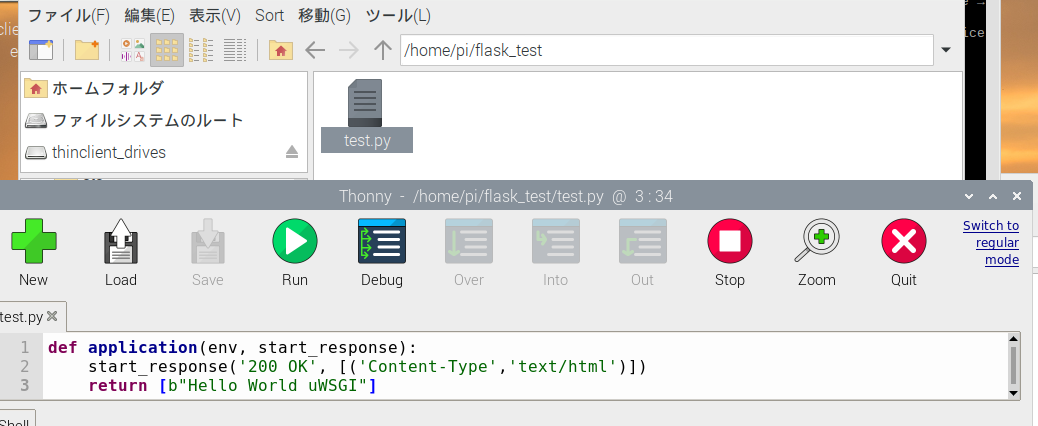 ファイル(F) 編集(E) 表示(V) Sort 移動(G) ツール(L)
/home/pi/flask_test
ホームフォルダ
ファイルシステムのルート
thinclient_drives
test.py
Thonny - /home/pi/flask_test/test.py @ 3 : 34
New Load Save Run Debug Over Into Out Stop Zoom Quit
Switch to
regular
mode
test.py
1 def application(env, start_response):
2 start_response('200 OK', [('Content-Type','text/html')])
3 return [b"Hello World uWSGI"]
Shell